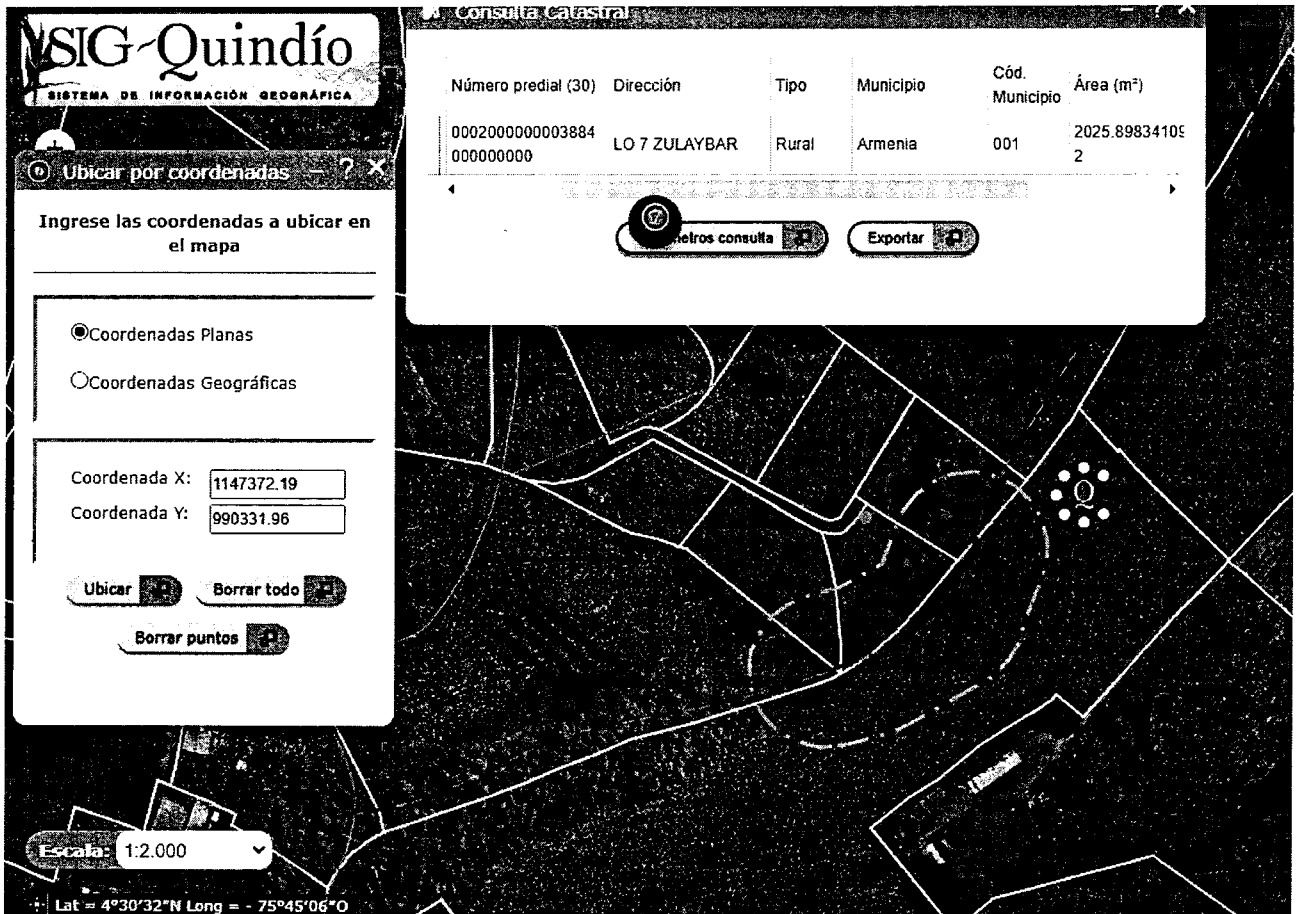 SIG-Quindío
SISTEMA DE INFORMACIÓN GEOGRÁFICA
Ubicar por coordenadas
Ingrese las coordenadas a ubicar en
el mapa
Coordenadas Planas
Coordenadas Geográficas
Coordenada X: 1147372.19
Coordenada Y: 990331.96
Ubicar Borrar todo
Borrar puntos
Consulta Catastral
Número predial (30) Dirección Tipo Municipio Cód. Municipio Área (m²)
0002000000003884 LO 7 ZULAYBAR Rural Armenia 001 2025.89834109
000000000 2
metros consulta Exportar
Escala: 1:2.000
Lat = 4°30'32"N Long = - 75°45'06"O